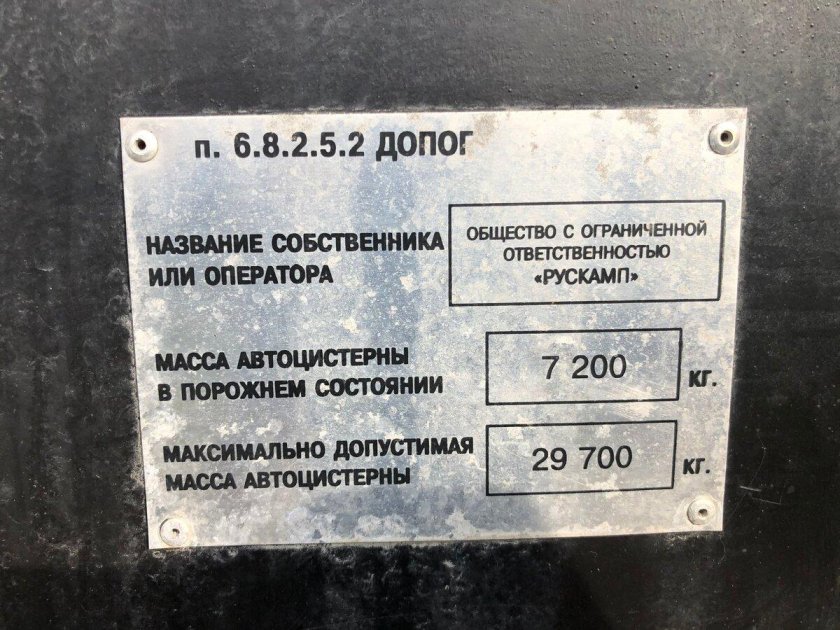 п. 6.8.2.5.2 ДОПОГ
НАЗВАНИЕ СОБСТВЕННИКА
ИЛИ ОПЕРАТОРА
ОБЩЕСТВО С ОГРАНИЧЕННОЙ
ОТВЕТСТВЕННОСТЬЮ
«РУСКАМП»
МАССА АВТОЦИСТЕРНЫ
В ПОРОЖНЕМ СОСТОЯНИИ
7 200 КГ.
МАКСИМАЛЬНО ДОПУСТИМАЯ
МАССА АВТОЦИСТЕРНЫ
29 700 КГ.